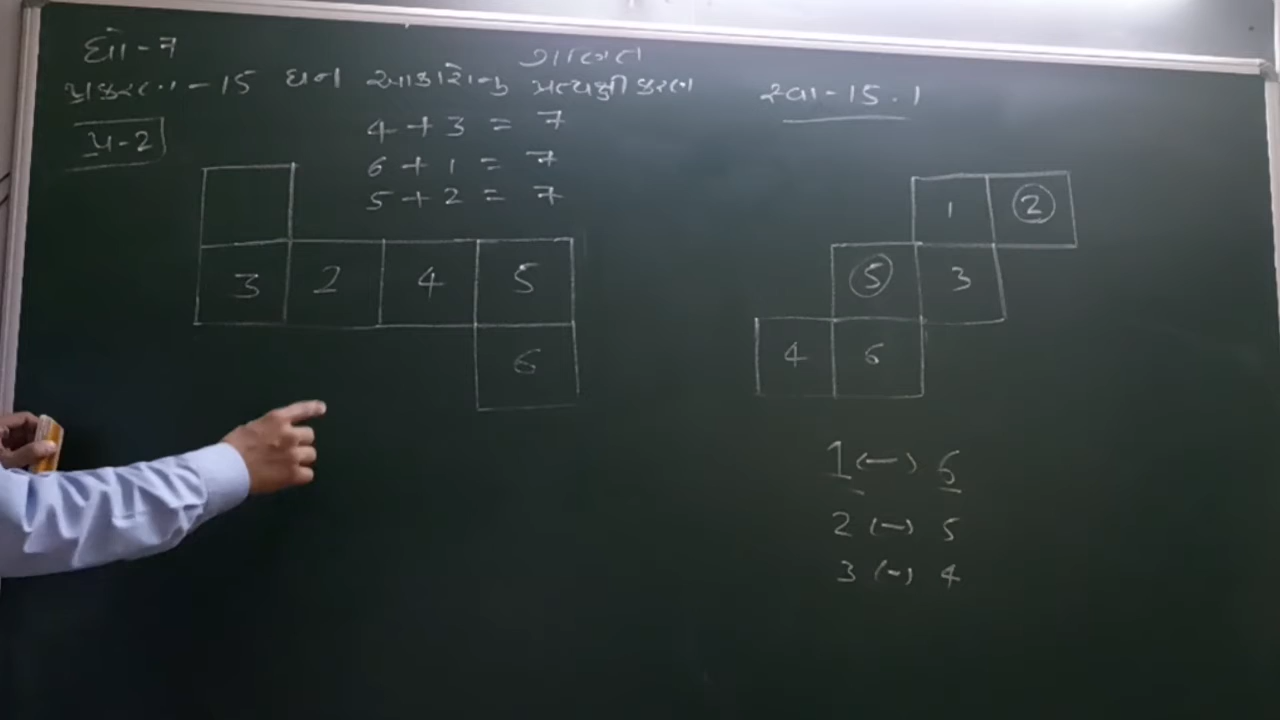 ધો - ૭
ગણિત
પ્રકરણ - 15 ઘન આકારોનું પ્રત્યક્ષીકરણ
સ્વા - 15.1
પ્ર - 2
4 + 3 = 7
6 + 1 = 7
5 + 2 = 7
3 2 4 5
6
1 2
5 3
4 6
1 (—) 6
2 (—) 5
3 (-) 4